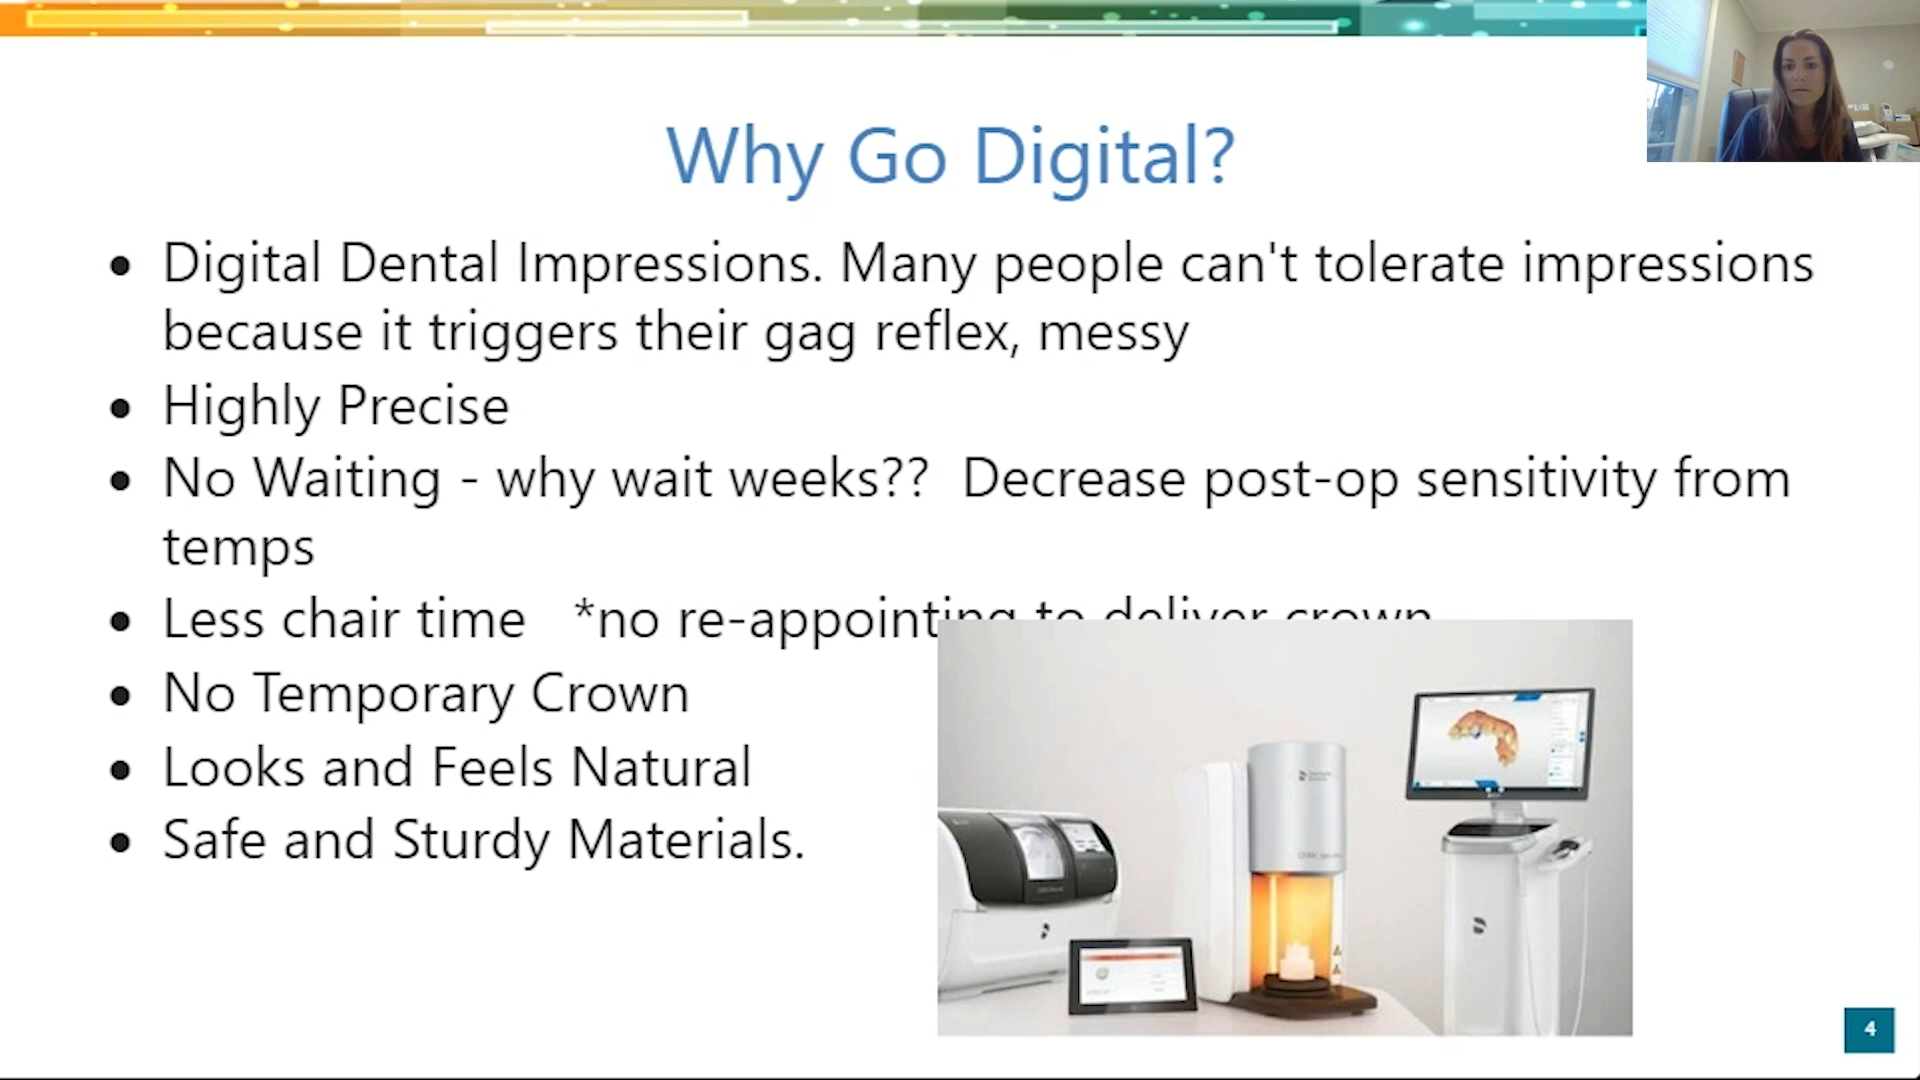 Why Go Digital?
• Digital Dental Impressions. Many people can't tolerate impressions
because it triggers their gag reflex, messy
• Highly Precise
• No Waiting - why wait weeks?? Decrease post-op sensitivity from
temps
• Less chair time *no re-appointing to deliver crown
• No Temporary Crown
• Looks and Feels Natural
• Safe and Sturdy Materials.
4